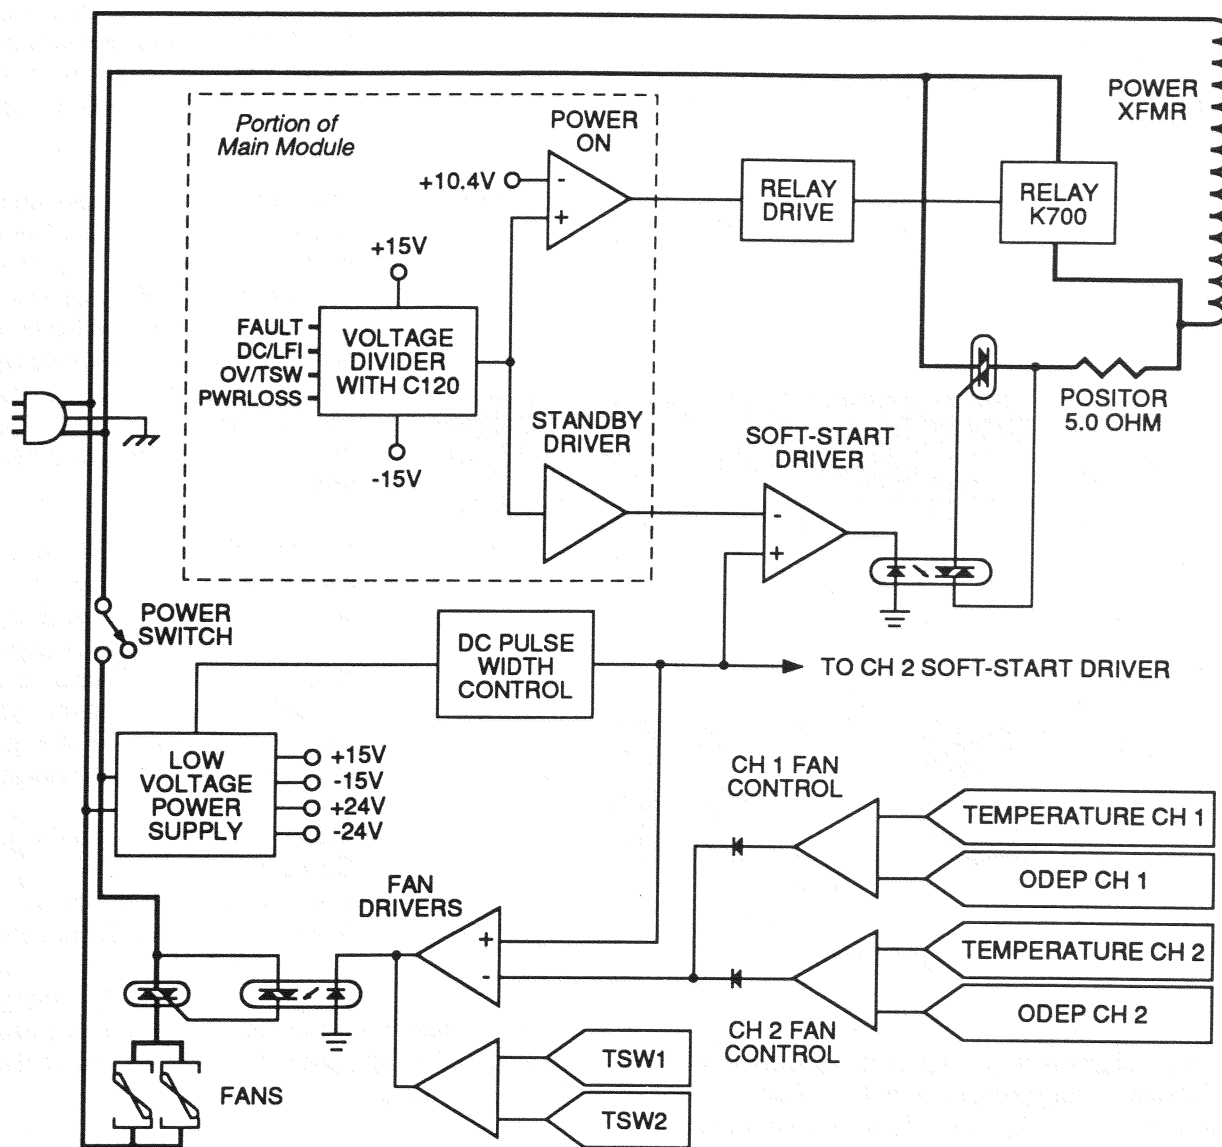 POWER
XFMR
Portion of
Main Module
POWER
ON
+10.4V
-
+
RELAY
DRIVE
RELAY
K700
+15V
FAULT
DC/LFI
OV/TSW
PWRLOSS
VOLTAGE
DIVIDER
WITH C120
-15V
STANDBY
DRIVER
SOFT-START
DRIVER
-
+
POSITOR
5.0 OHM
POWER
SWITCH
DC PULSE
WIDTH
CONTROL
TO CH 2 SOFT-START DRIVER
LOW
VOLTAGE
POWER
SUPPLY
+15V
-15V
+24V
-24V
CH 1 FAN
CONTROL
TEMPERATURE CH 1
ODEP CH 1
FAN
DRIVERS
+
-
TEMPERATURE CH 2
ODEP CH 2
CH 2 FAN
CONTROL
FANS
TSW1
TSW2